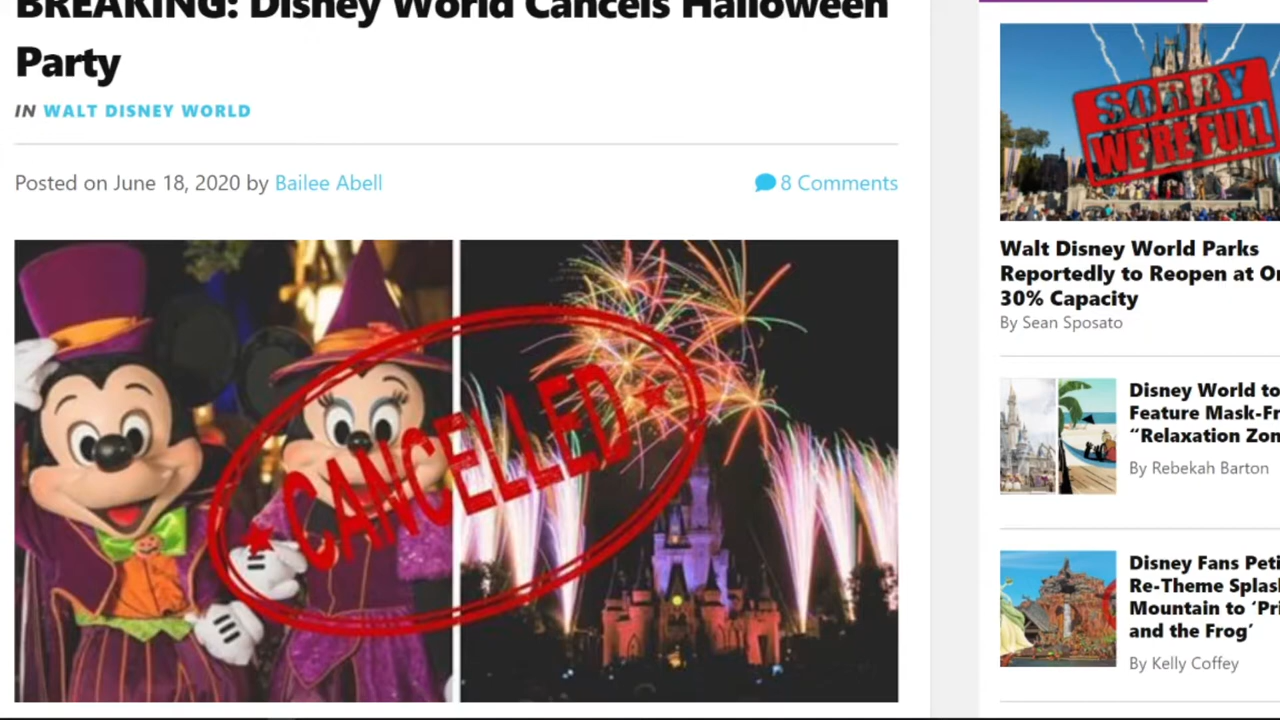 BREAKING: Disney World Cancels Halloween
Party
IN WALT DISNEY WORLD
Posted on June 18, 2020 by Bailee Abell
8 Comments
CANCELLED
SORRY
WE'RE FULL
Walt Disney World Parks
Reportedly to Reopen at
30% Capacity
By Sean Sposato
Disney World to
Feature
“Relaxation
By Rebekah Barton
Disney Fans
Re-Theme
Mountain to
and the Frog’
By Kelly Coffey